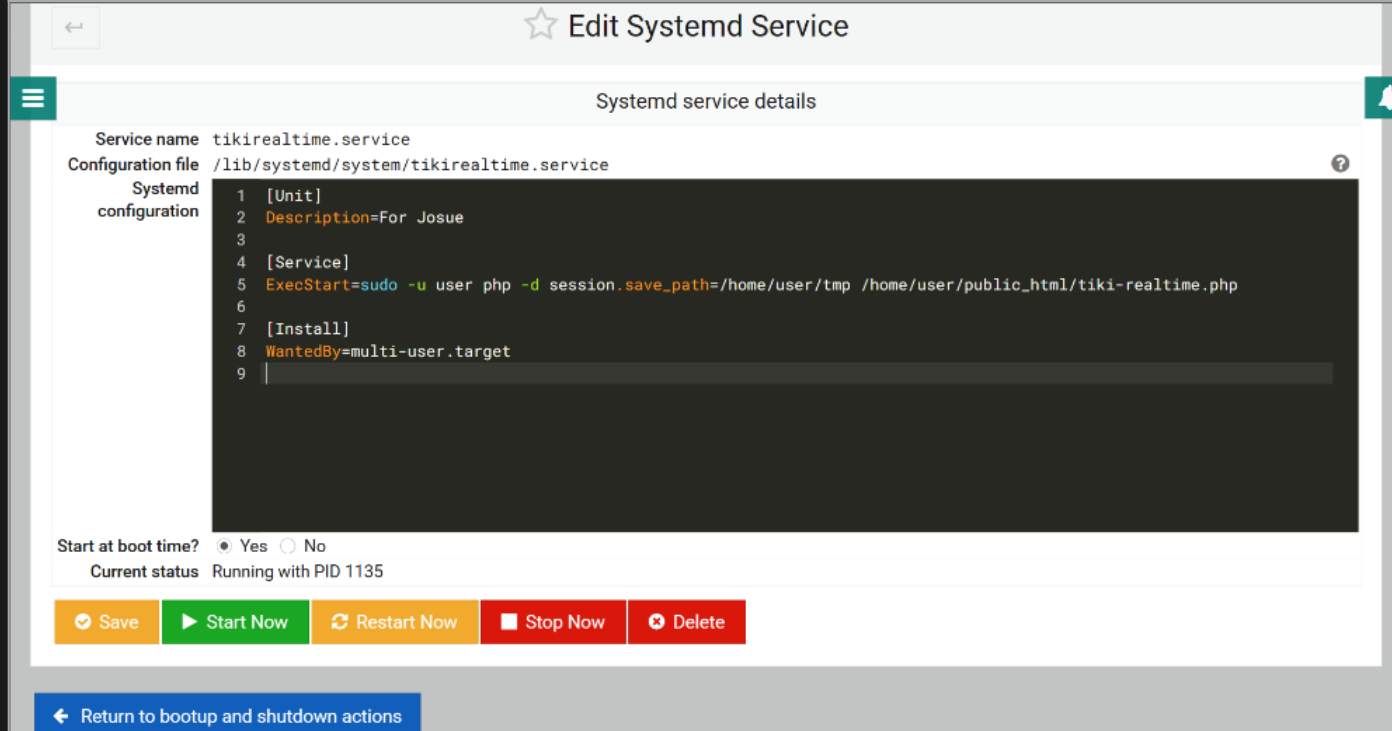 Edit Systemd Service
Systemd service details
Service name tikirealtime.service
Configuration file /lib/systemd/system/tikirealtime.service
Systemd configuration
1 [Unit]
2 Description=For Josue
3
4 [Service]
5 ExecStart=sudo -u user php -d session.save_path=/home/user/tmp /home/user/public_html/tiki-realtime.php
6
7 [Install]
8 WantedBy=multi-user.target
9
Start at boot time? Yes No
Current status Running with PID 1135
Save Start Now Restart Now Stop Now Delete
Return to bootup and shutdown actions